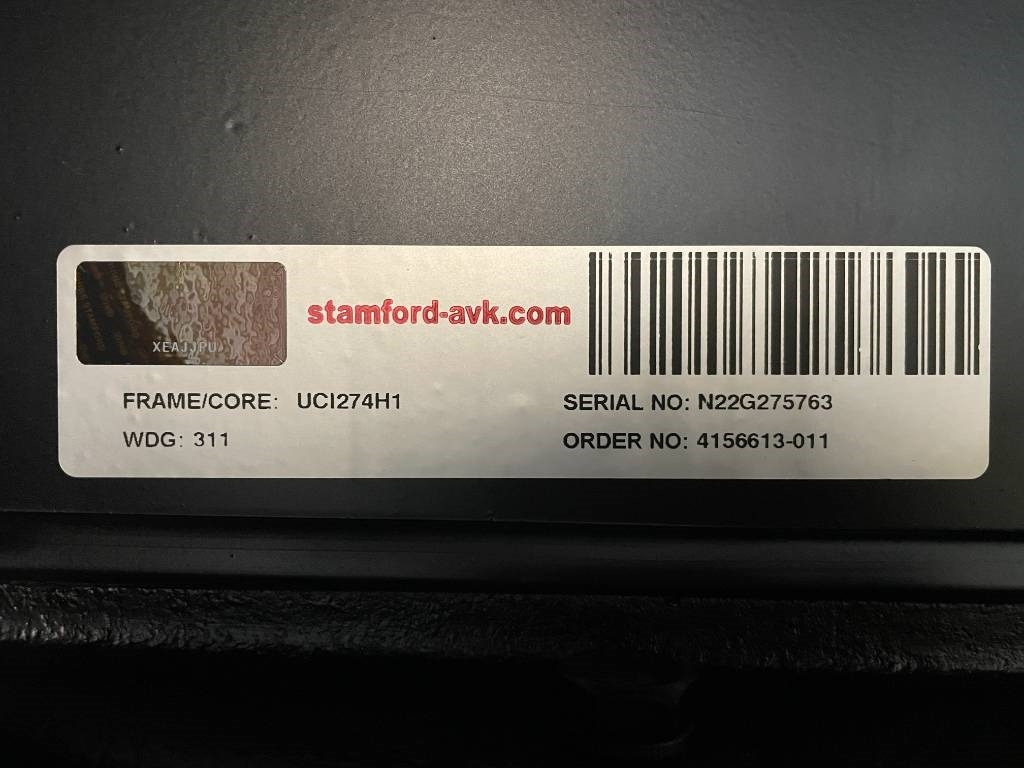 stamford-avk.com
XEAJJPU
FRAME/CORE: UCI274H1
SERIAL NO: N22G275763
WDG: 311
ORDER NO: 4156613-011